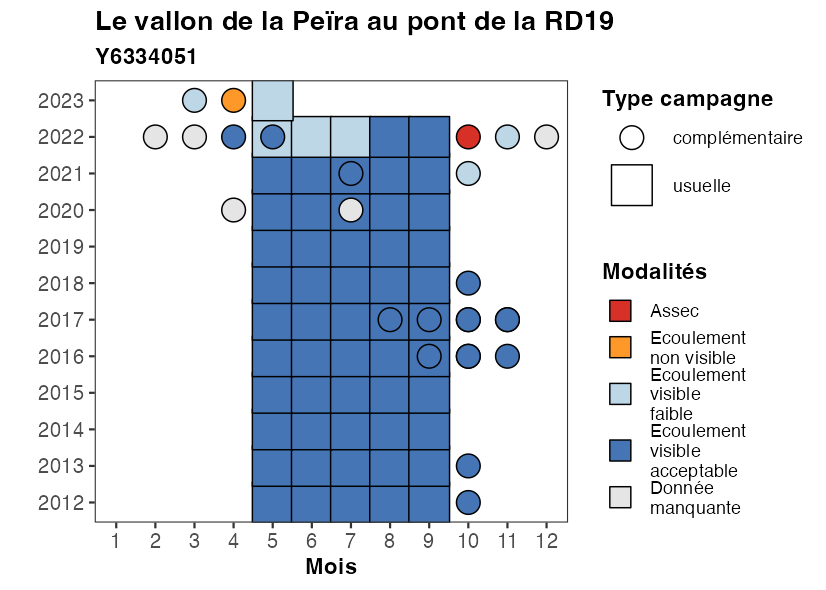 Le vallon de la Peïra au pont de la RD19
Y6334051
2023
2022
2021
2020
2019
2018
2017
2016
2015
2014
2013
2012
1 2 3 4 5 6 7 8 9 10 11 12
Mois
Type campagne
complémentaire
usuelle
Modalités
Assec
Ecoulement
non visible
Ecoulement
visible
faible
Ecoulement
visible
acceptable
Donnée
manquante